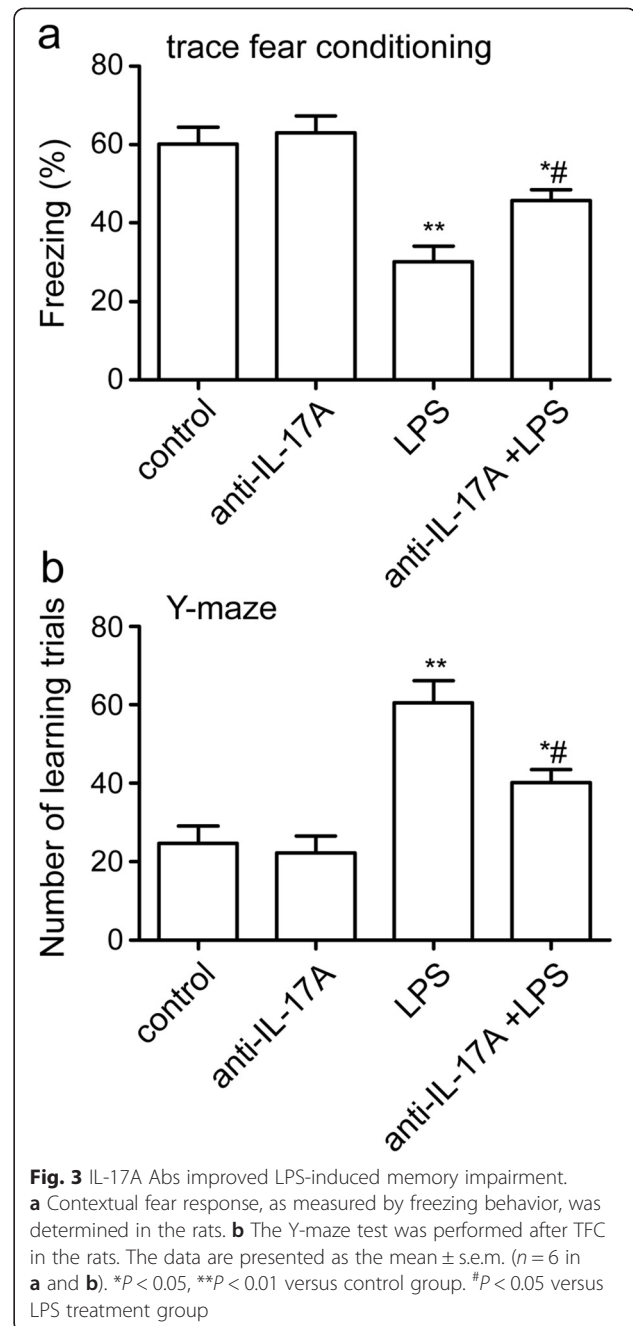 a
trace fear conditioning
Freezing (%)
80
60
40
20
0
**
*#
control
anti-IL-17A
LPS
anti-IL-17A +LPS
b
Y-maze
Number of learning trials
80
60
40
20
0
**
*#
control
anti-IL-17A
LPS
anti-IL-17A +LPS
Fig. 3 IL-17A Abs improved LPS-induced memory impairment.
a Contextual fear response, as measured by freezing behavior, was
determined in the rats. b The Y-maze test was performed after TFC
in the rats. The data are presented as the mean ± s.e.m. (n = 6 in
a and b). *P < 0.05, **P < 0.01 versus control group. #P < 0.05 versus
LPS treatment group